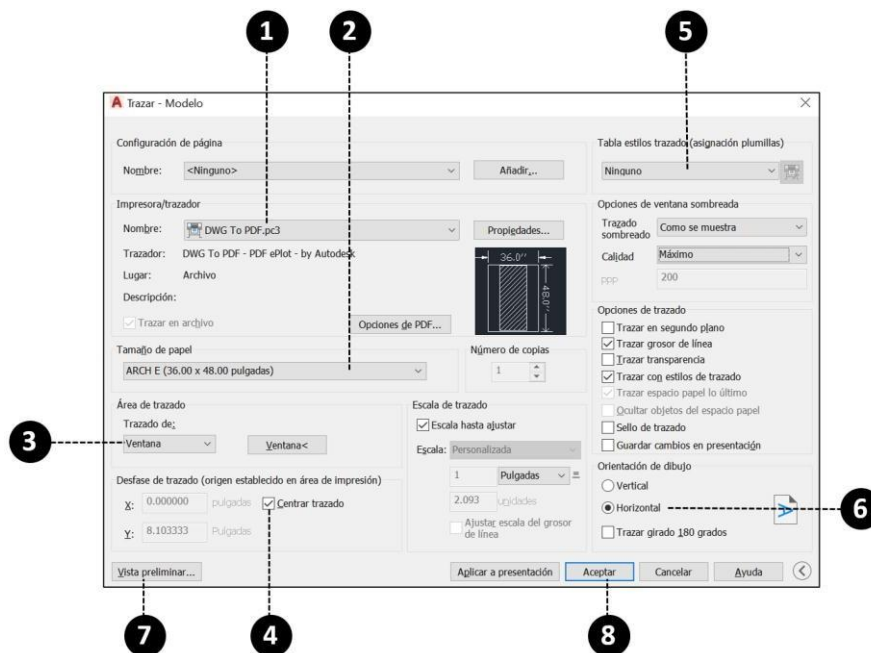 1
2
5
Trazar - Modelo
Configuración de página
Nombre: <Ninguno> Añadir...
Tabla estilos trazado (asignación plumillas)
Ninguno
Impresora/trazador
Nombre: DWG To PDF.pc3 Propiedades...
Trazador: DWG To PDF - PDF ePlot - by Autodesk
Lugar: Archivo
Descripción:
Trazar en archivo Opciones de PDF...
36.0''
48.0''
Opciones de ventana sombreada
Trazado sombreado Como se muestra
Calidad Máximo
PPP 200
Tamaño de papel
ARCH E (36.00 x 48.00 pulgadas)
Número de copias
1
Opciones de trazado
Trazar en segundo plano
Trazar grosor de línea
Trazar transparencia
Trazar con estilos de trazado
Trazar espacio papel lo último
Ocultar objetos del espacio papel
Sello de trazado
Guardar cambios en presentación
3
Área de trazado
Trazado de:
Ventana Ventana<
Escala de trazado
Escala hasta ajustar
Escala: Personalizada
1 Pulgadas =
2.093 unidades
Ajustar escala del grosor
de línea
Desfase de trazado (origen establecido en área de impresión)
X: 0.000000 pulgadas Centrar trazado
Y: 8.103333 Pulgadas
Orientación de dibujo
Vertical
Horizontal
A
Trazar girado 180 grados
6
Vista preliminar... Aplicar a presentación Aceptar Cancelar Ayuda
7
4
8